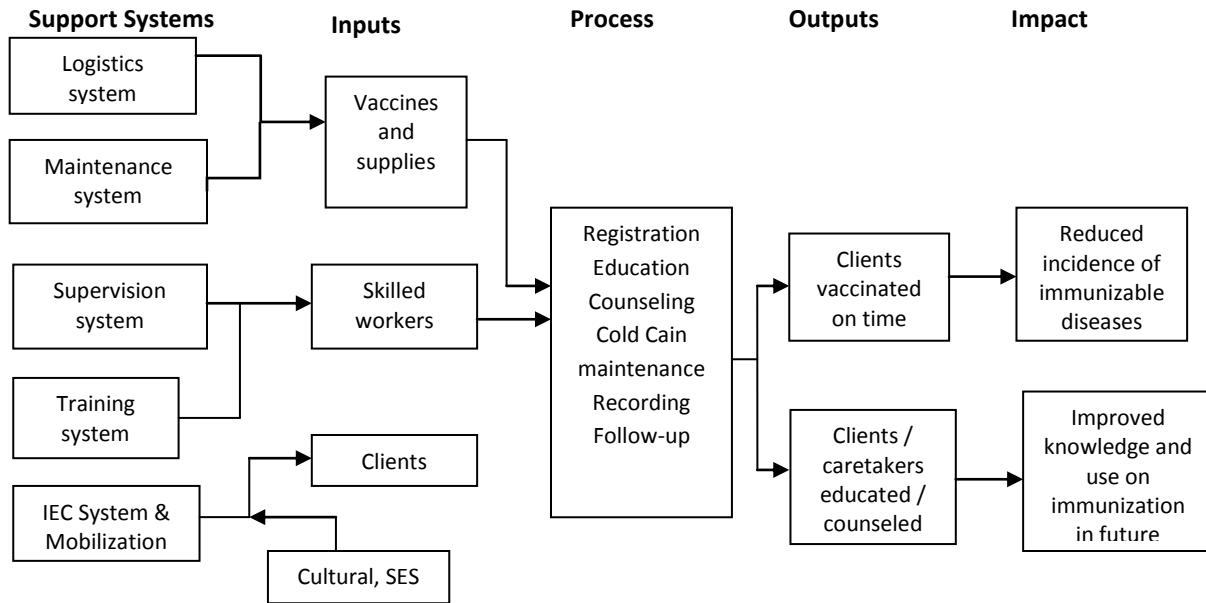 Support Systems
Inputs
Process
Outputs
Impact
Logistics
system
Maintenance
system
Supervision
system
Training
system
IEC System &
Mobilization
Vaccines
and
supplies
Skilled
workers
Clients
Cultural, SES
Registration
Education
Counseling
Cold Cain
maintenance
Recording
Follow-up
Clients
vaccinated
on time
Clients /
caretakers
educated /
counseled
Reduced
incidence of
immunizable
diseases
Improved
knowledge and
use on
immunization
in future